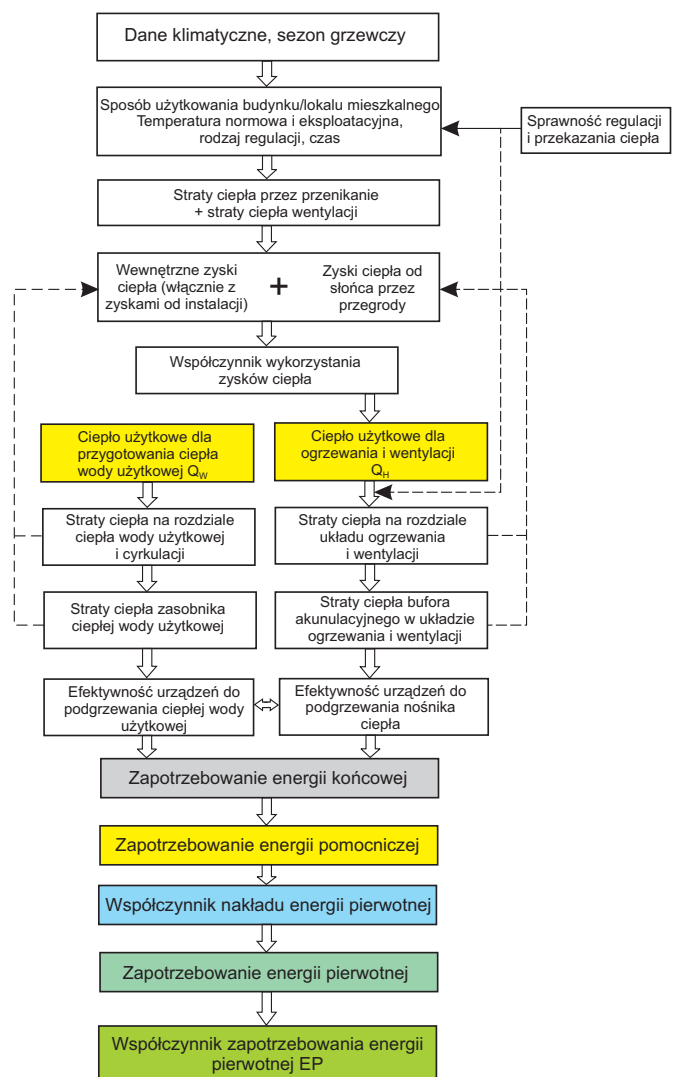 Dane klimatyczne, sezon grzewczy
Sposób użytkowania budynku/lokalu mieszkalnego
Temperatura normowa i eksploatacyjna,
rodzaj regulacji, czas
Sprawność regulacji
i przekazania ciepła
Straty ciepła przez przenikanie
+ straty ciepła wentylacji
Wewnętrzne zyski
ciepła (włącznie z
zyskami od instalacji)
+
Zyski ciepła od
słońca przez
przegrody
Współczynnik wykorzystania
zysków ciepła
Ciepło użytkowe dla
przygotowania ciepła
wody użytkowej QW
Ciepło użytkowe dla
ogrzewania i wentylacji
QH
Straty ciepła na rozdziale
ciepła wody użytkowej
i cyrkulacji
Straty ciepła na rozdziale
układu ogrzewania
i wentylacji
Straty ciepła zasobnika
ciepłej wody użytkowej
Straty ciepła bufora
akunulacyjnego w układzie
ogrzewania i wentylacji
Efektywność urządzeń do
podgrzewania ciepłej wody
użytkowej
Efektywność urządzeń do
podgrzewania nośnika
ciepła
Zapotrzebowanie energii końcowej
Zapotrzebowanie energii pomocniczej
Współczynnik nakładu energii pierwotnej
Zapotrzebowanie energii pierwotnej
Współczynnik zapotrzebowania energii
pierwotnej EP